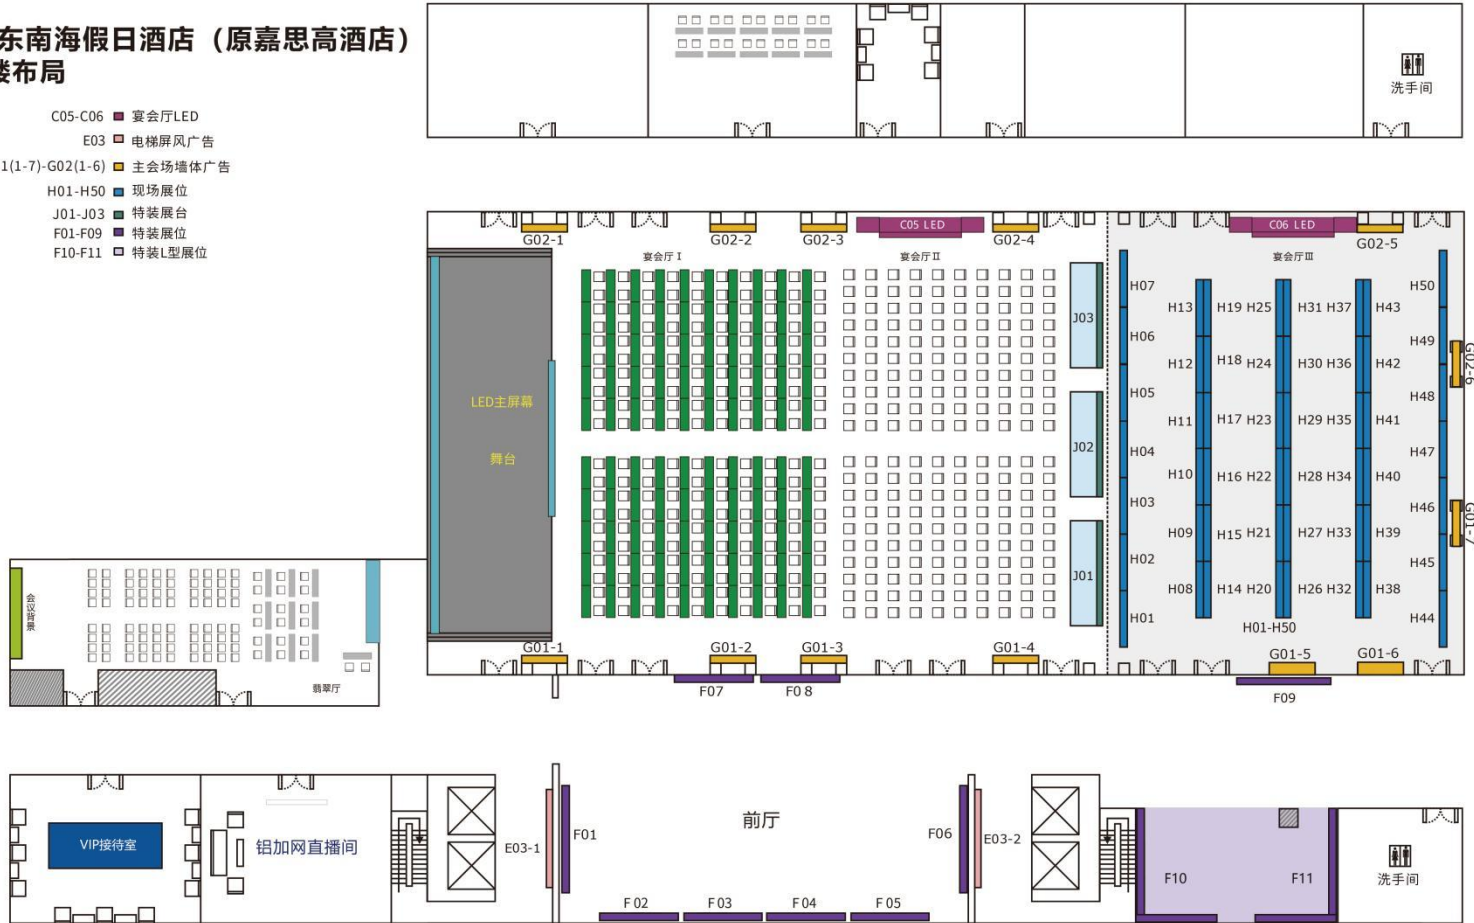 东南海假日酒店（原嘉思高酒店）
楼布局
C05-C06 宴会厅LED
E03 电梯屏风广告
1(1-7)-G02(1-6) 主会场墙体广告
H01-H50 现场展位
J01-J03 特装展台
F01-F09 特装展位
F10-F11 特装L型展位
洗手间
G02-1
G02-2
G02-3
C05 LED
G02-4
C06 LED
G02-5
宴会厅 I
宴会厅 II
宴会厅 III
LED主屏幕
舞台
J03
J02
J01
H07
H06
H05
H04
H03
H02
H01
H13 H19 H25 H31 H37 H43
H12 H18 H24 H30 H36 H42
H11 H17 H23 H29 H35 H41
H10 H16 H22 H28 H34 H40
H09 H15 H21 H27 H33 H39
H08 H14 H20 H26 H32 H38
H01-H50
H50
H49
H48
H47
H46
H45
H44
G02-6
G01-7
G01-1
G01-2
G01-3
G01-4
G01-5
G01-6
F07
F08
F09
会议背景
翡翠厅
VIP接待室
铝加网直播间
E03-1
F01
前厅
F06
E03-2
F02
F03
F04
F05
F10
F11
洗手间